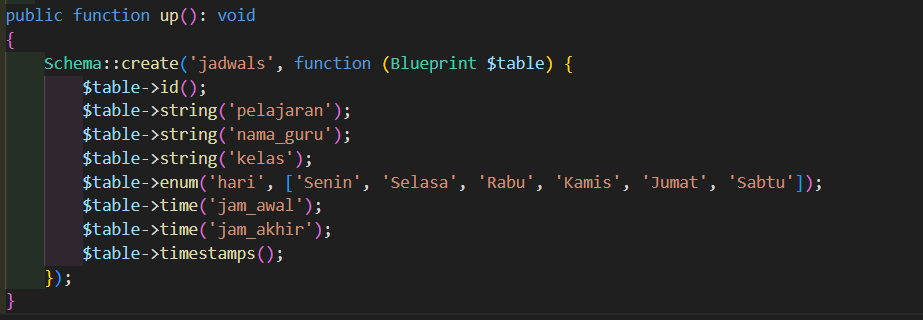 public function up(): void
{
    Schema::create('jadwals', function (Blueprint $table) {
        $table->id();
        $table->string('pelajaran');
        $table->string('nama_guru');
        $table->string('kelas');
        $table->enum('hari', ['Senin', 'Selasa', 'Rabu', 'Kamis', 'Jumat', 'Sabtu']);
        $table->time('jam_awal');
        $table->time('jam_akhir');
        $table->timestamps();
    });
}